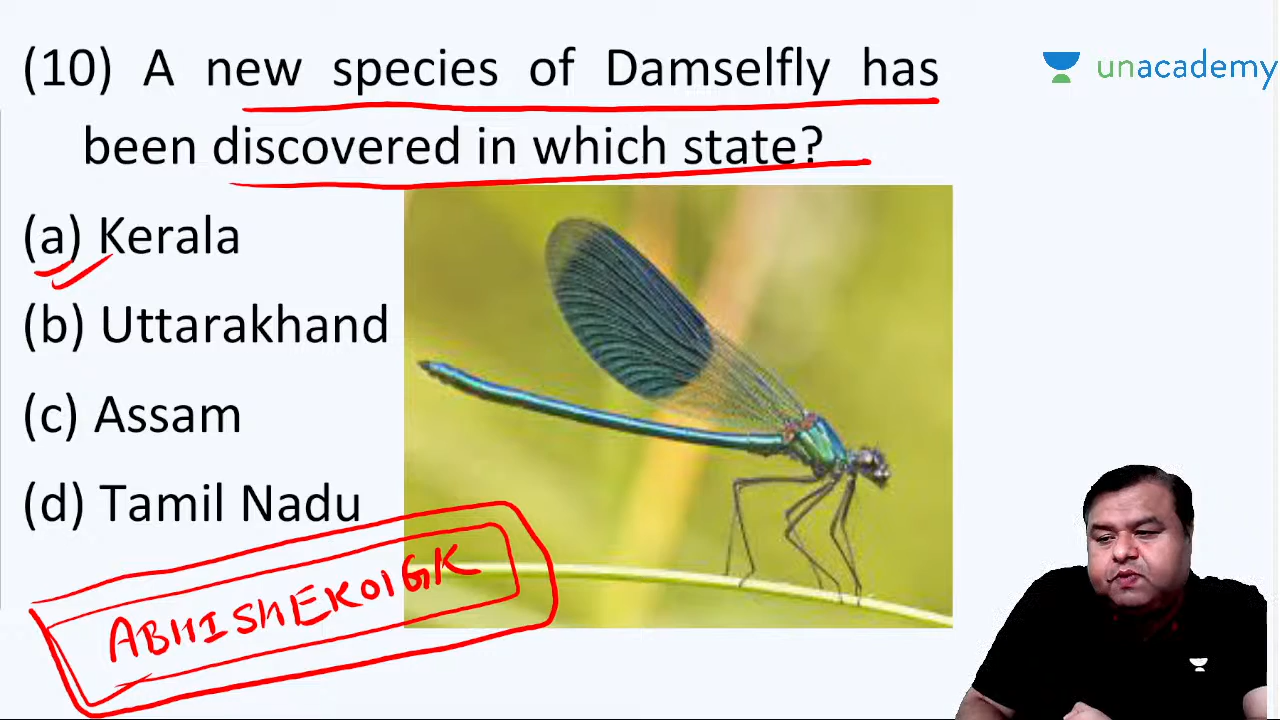 (10) A new species of Damselfly has
been discovered in which state?
(a) Kerala
(b) Uttarakhand
(c) Assam
(d) Tamil Nadu
ABHISHEK01GK
unacademy